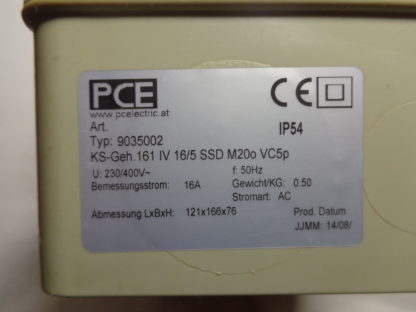 PCE
www.pcelectric.at
CE
Art.
IP54
Typ: 9035002
KS-Geh.161 IV 16/5 SSD M20o VC5p
U: 230/400V~ f: 50Hz
Bemessungsstrom: 16A Gewicht/KG: 0.50
Stromart: AC
Abmessung LxBxH: 121x166x76 Prod. Datum
JJMM: 14/08/